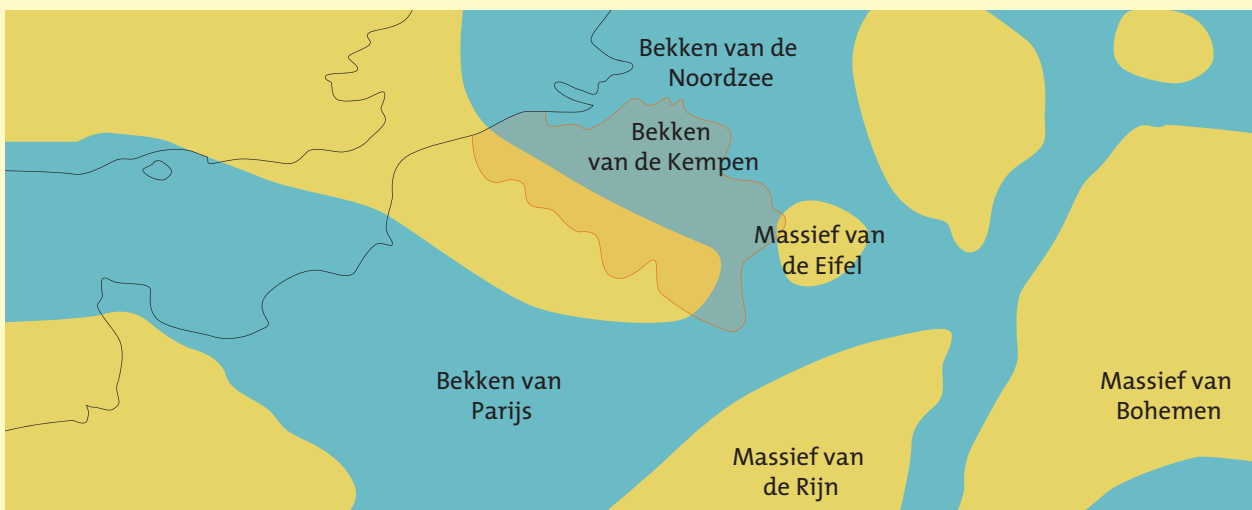 Bekken van de
Noordzee
Bekken
van de Kempen
Massief van
de Eifel
Bekken van
Parijs
Massief van
Bohemen
Massief van
de Rijn